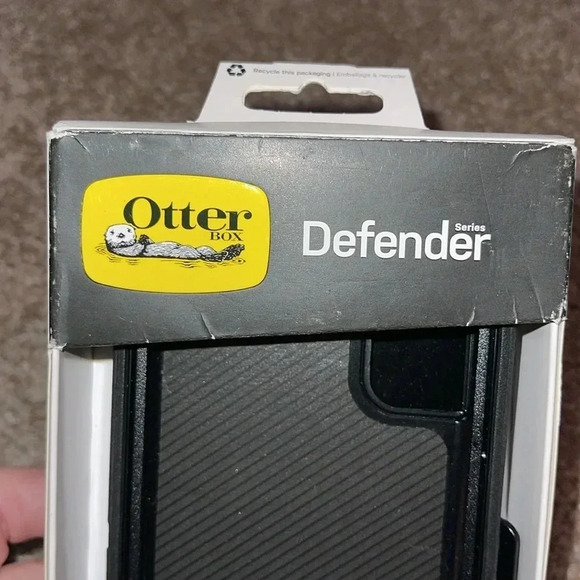 Recycle this packaging | Emballage à recycler
Otter
BOX
Series
Defender